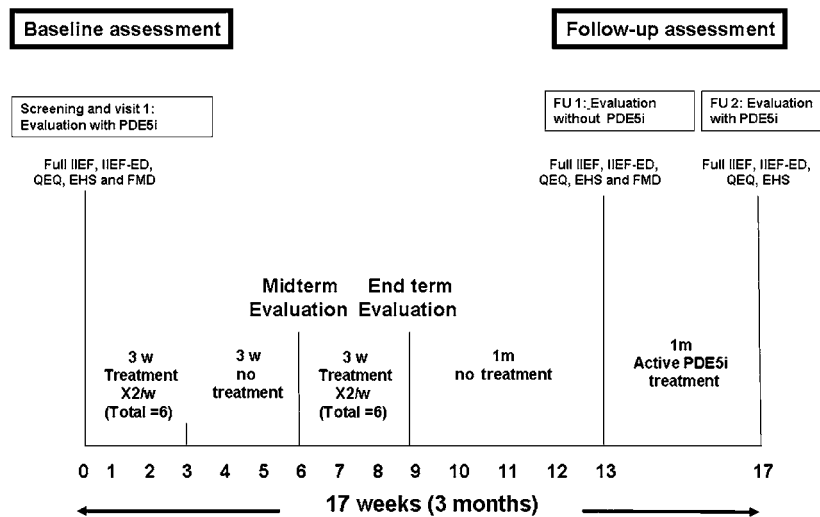 Baseline assessment
Follow-up assessment
Screening and visit 1:
Evaluation with PDE5i
FU 1: Evaluation
without PDE5i
FU 2: Evaluation
with PDE5i
Full IIEF, IIEF-ED,
QEQ, EHS and FMD
Full IIEF, IIEF-ED,
QEQ, EHS and FMD
Full IIEF, IIEF-ED,
QEQ, EHS
Midterm
Evaluation
End term
Evaluation
3 w
Treatment
X2/w
(Total =6)
3 w
no
treatment
3 w
Treatment
X2/w
(Total =6)
1m
no treatment
1m
Active PDE5i
treatment
0 1 2 3 4 5 6 7 8 9 10 11 12 13 17
17 weeks (3 months)